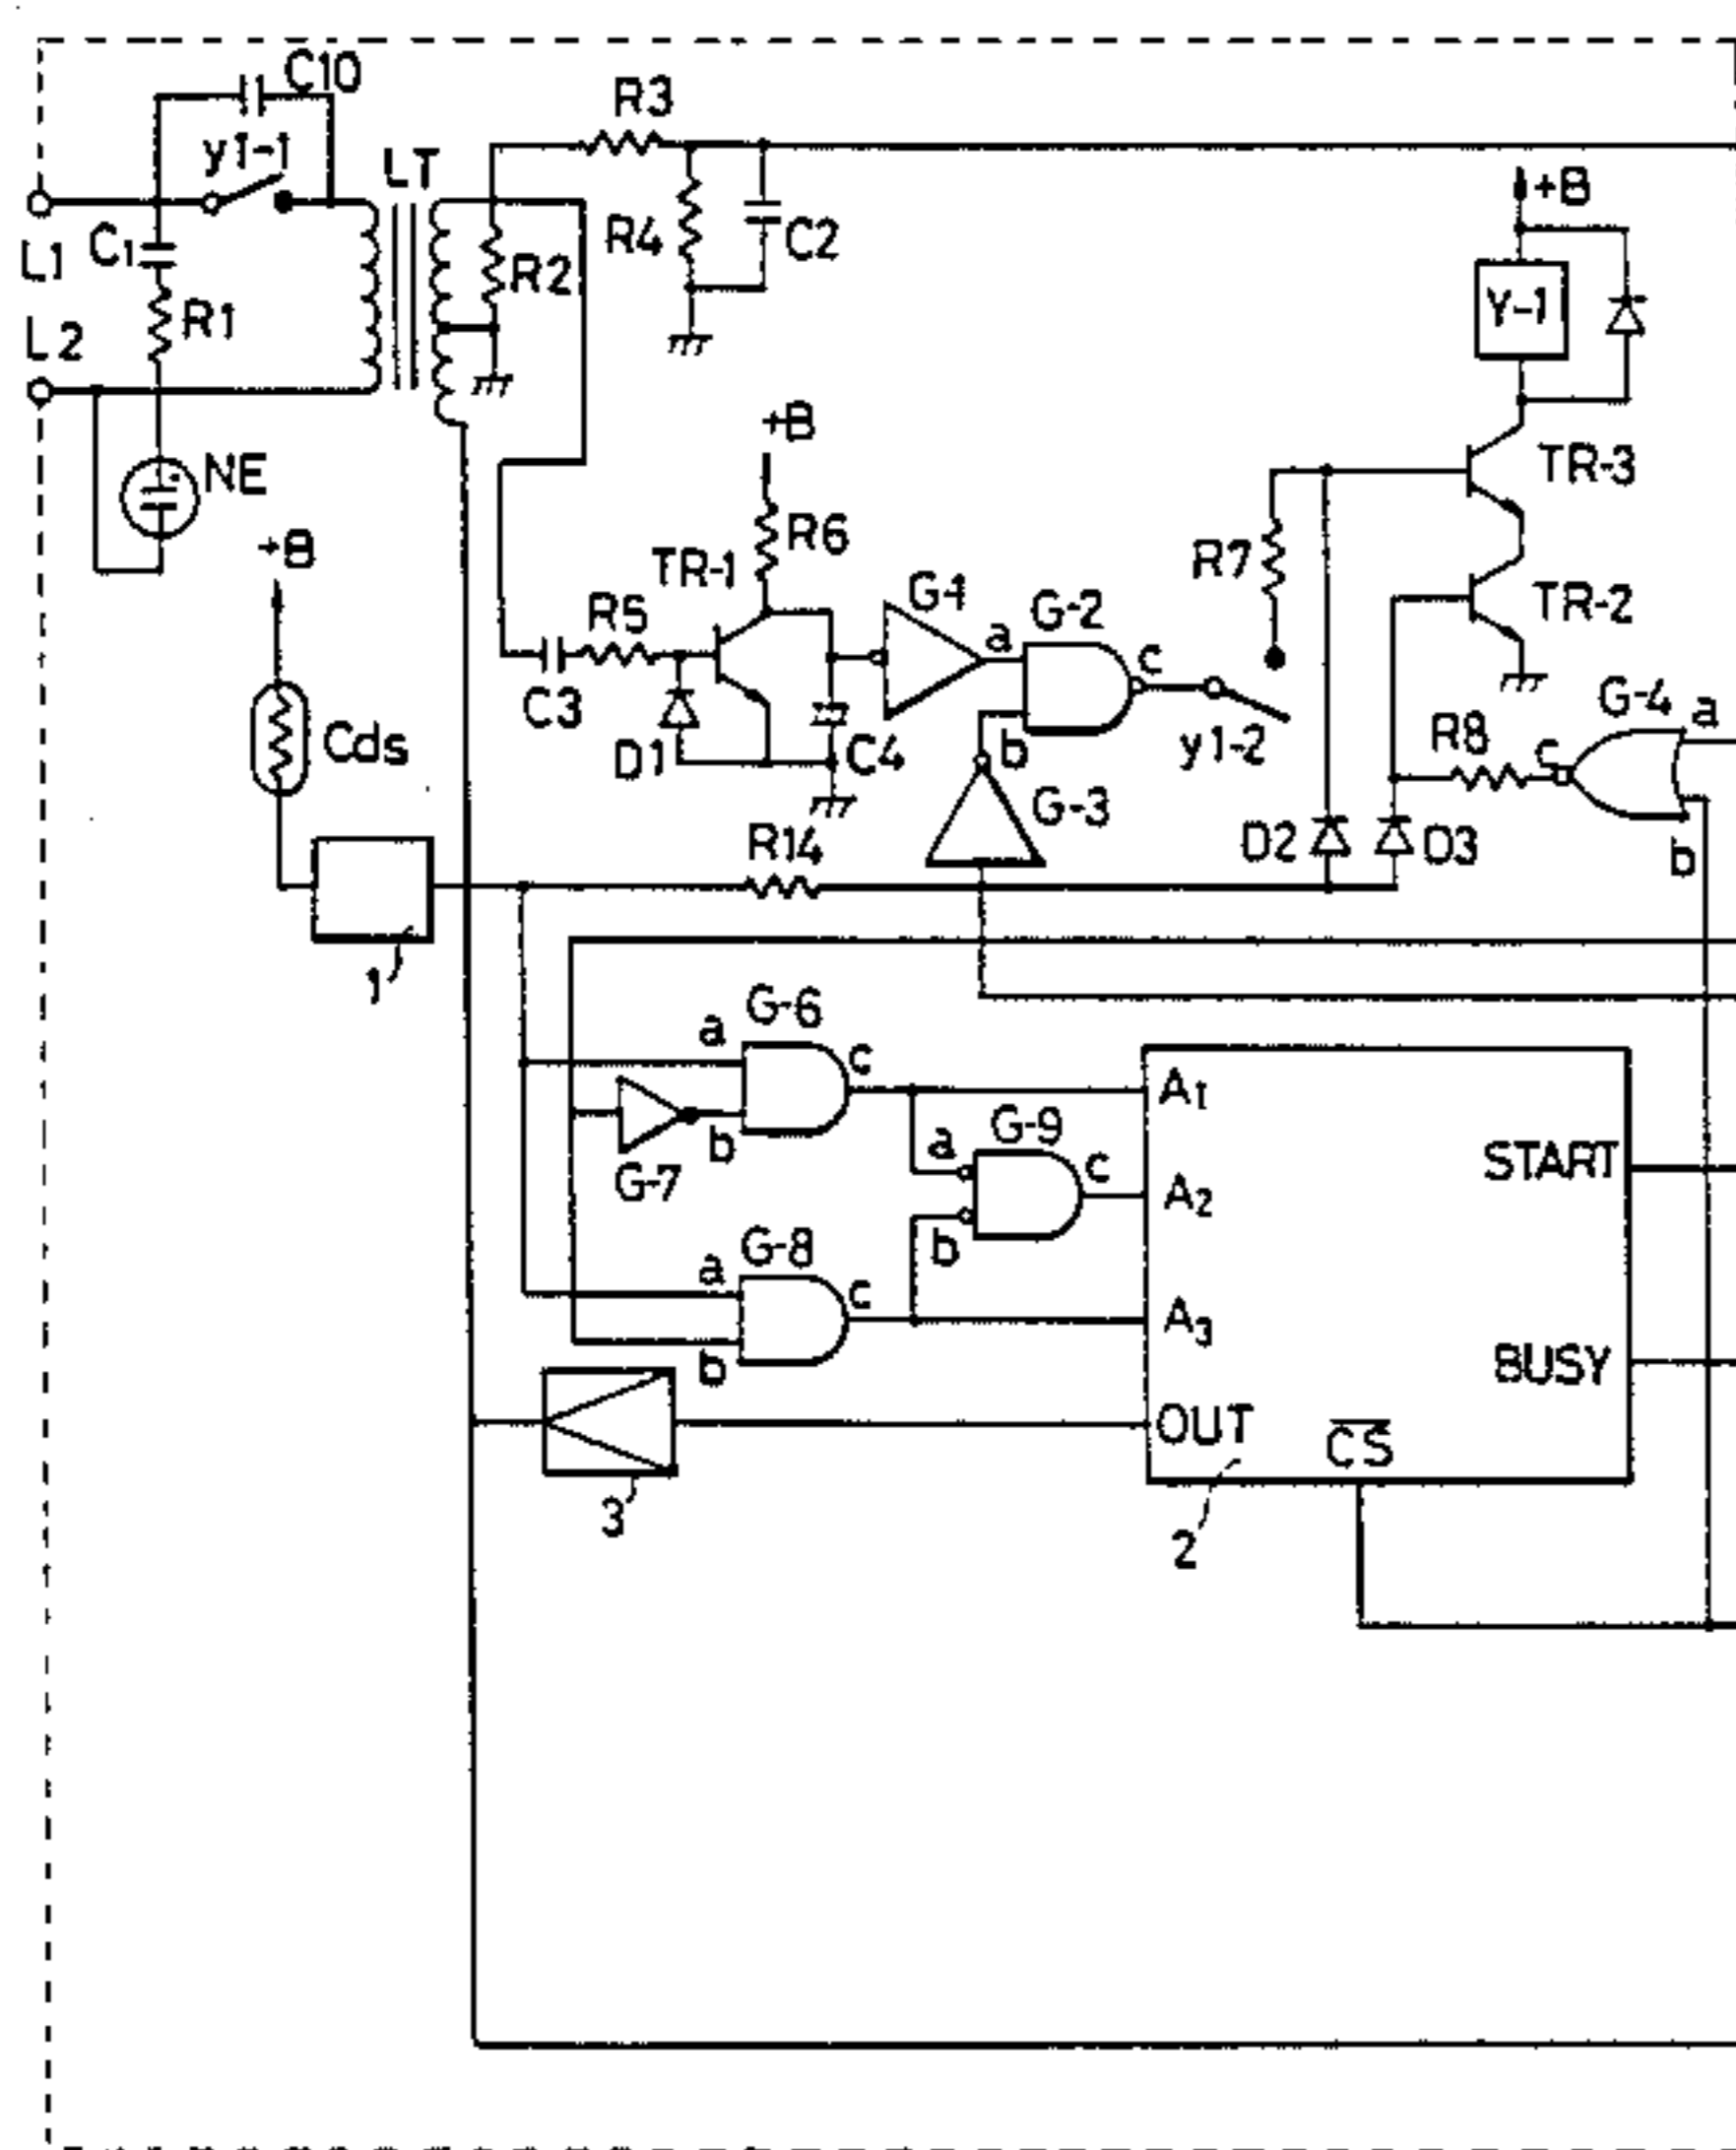 C10
R3
y1-1
LT
+B
L1
C1
R4
C2
R2
Y-1
R1
L2
+B
TR-3
NE
+B
R6
TR-1
R7
G-1
G-2
TR-2
R5
a
c
G-4
a
C3
Cds
D1
C4
b
y1-2
R8
c
G-3
R14
D2
D3
b
1
G-6
a
c
A1
G-9
a
b
c
START
G-7
A2
G-8
b
a
c
A3
b
BUSY
OUT
CS
3
2